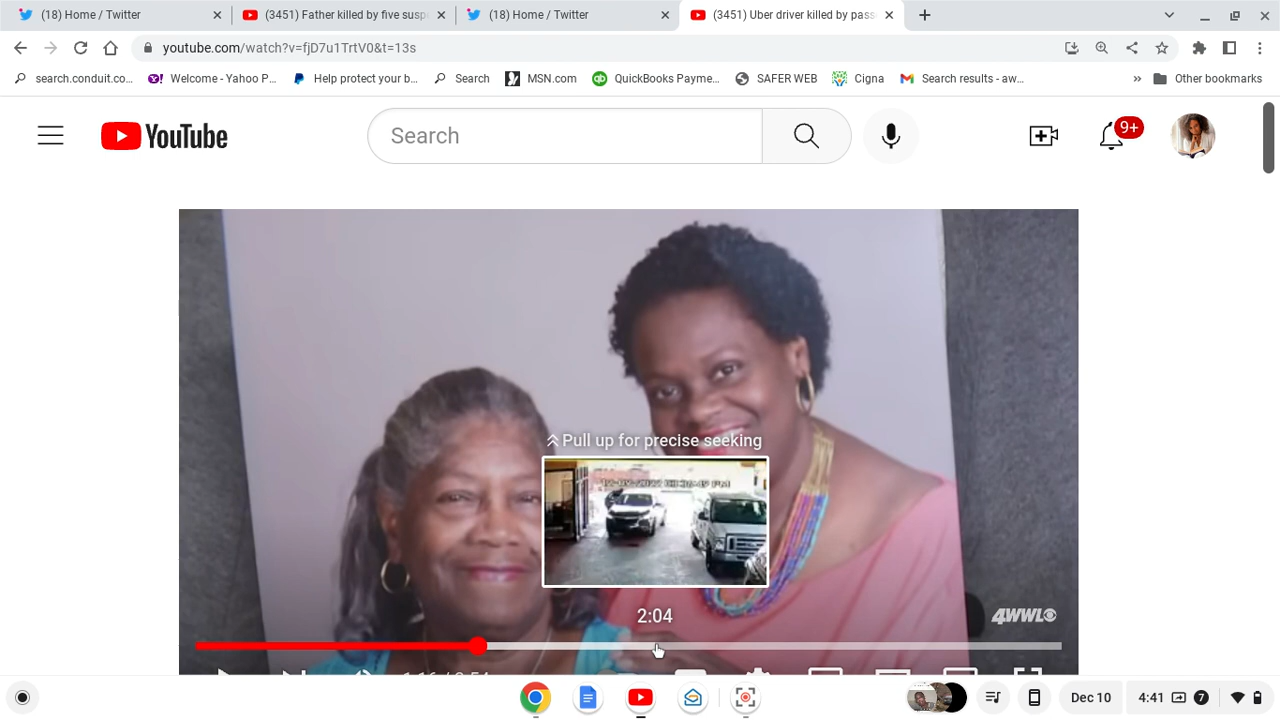 (18) Home / Twitter
(3451) Father killed by five susp
(18) Home / Twitter
(3451) Uber driver killed by pass
youtube.com/watch?v=fjD7u1TrtV0&t=13s
search.conduit.co...
Welcome - Yahoo P...
Help protect your b...
Search
MSN.com
QuickBooks Payme...
SAFER WEB
Cigna
Search results - aw...
»
Other bookmarks
YouTube
Search
9+
Pull up for precise seeking
2:04
4WWL
Dec 10
4:41
7